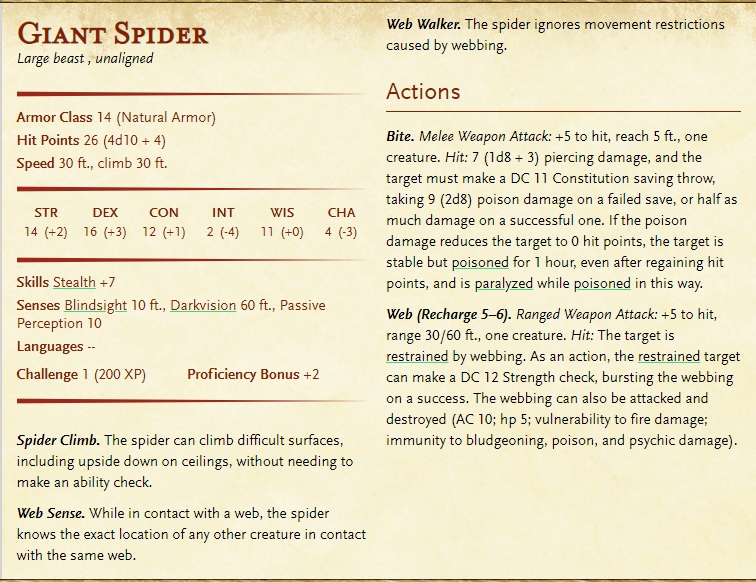 GIANT SPIDER
Large beast , unaligned
Armor Class 14 (Natural Armor)
Hit Points 26 (4d10 + 4)
Speed 30 ft., climb 30 ft.
STR DEX CON INT WIS CHA
14 (+2) 16 (+3) 12 (+1) 2 (-4) 11 (+0) 4 (-3)
Skills Stealth +7
Senses Blindsight 10 ft., Darkvision 60 ft., Passive
Perception 10
Languages --
Challenge 1 (200 XP) Proficiency Bonus +2
Spider Climb. The spider can climb difficult surfaces,
including upside down on ceilings, without needing to
make an ability check.
Web Sense. While in contact with a web, the spider
knows the exact location of any other creature in contact
with the same web.
Web Walker. The spider ignores movement restrictions
caused by webbing.
Actions
Bite. Melee Weapon Attack: +5 to hit, reach 5 ft., one
creature. Hit: 7 (1d8 + 3) piercing damage, and the
target must make a DC 11 Constitution saving throw,
taking 9 (2d8) poison damage on a failed save, or half as
much damage on a successful one. If the poison
damage reduces the target to 0 hit points, the target is
stable but poisoned for 1 hour, even after regaining hit
points, and is paralyzed while poisoned in this way.
Web (Recharge 5–6). Ranged Weapon Attack: +5 to hit,
range 30/60 ft., one creature. Hit: The target is
restrained by webbing. As an action, the restrained target
can make a DC 12 Strength check, bursting the webbing
on a success. The webbing can also be attacked and
destroyed (AC 10; hp 5; vulnerability to fire damage;
immunity to bludgeoning, poison, and psychic damage).